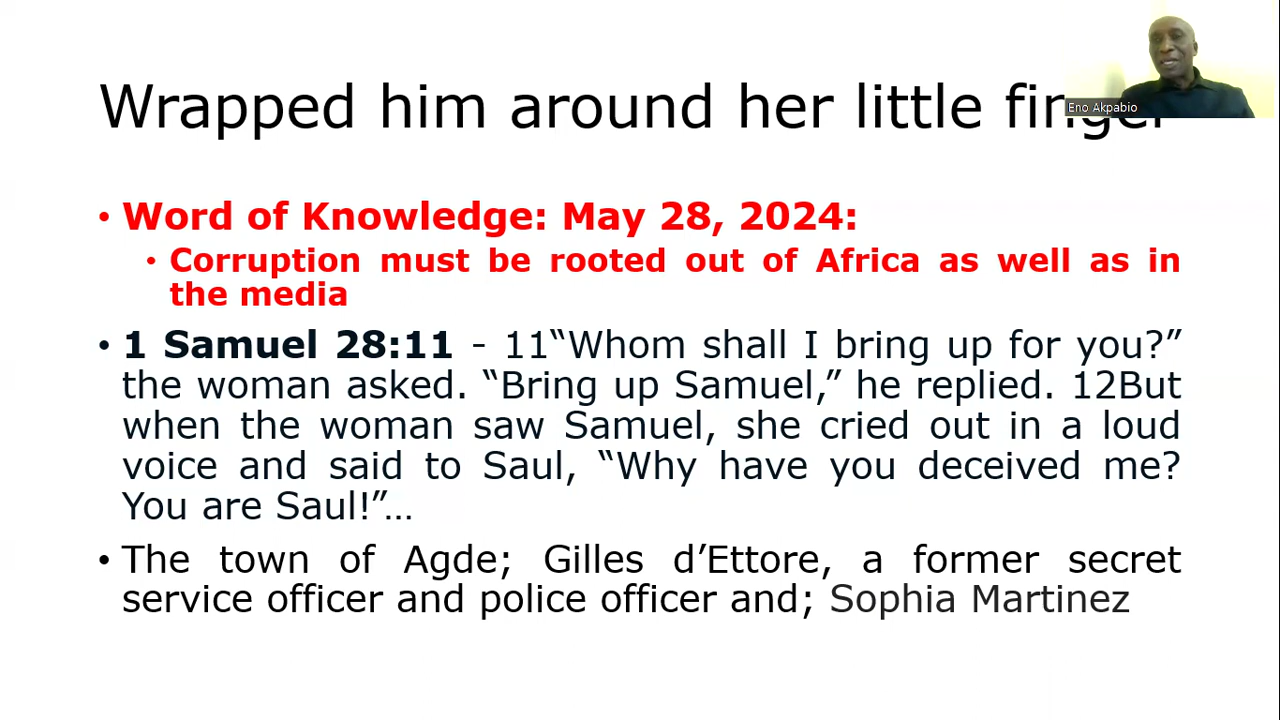 Wrapped him around her little finger
Eno Akpabio
• Word of Knowledge: May 28, 2024:
• Corruption must be rooted out of Africa as well as in
the media
• 1 Samuel 28:11 - 11“Whom shall I bring up for you?”
the woman asked. “Bring up Samuel,” he replied. 12But
when the woman saw Samuel, she cried out in a loud
voice and said to Saul, “Why have you deceived me?
You are Saul!”…
• The town of Agde; Gilles d’Ettore, a former secret
service officer and police officer and; Sophia Martinez